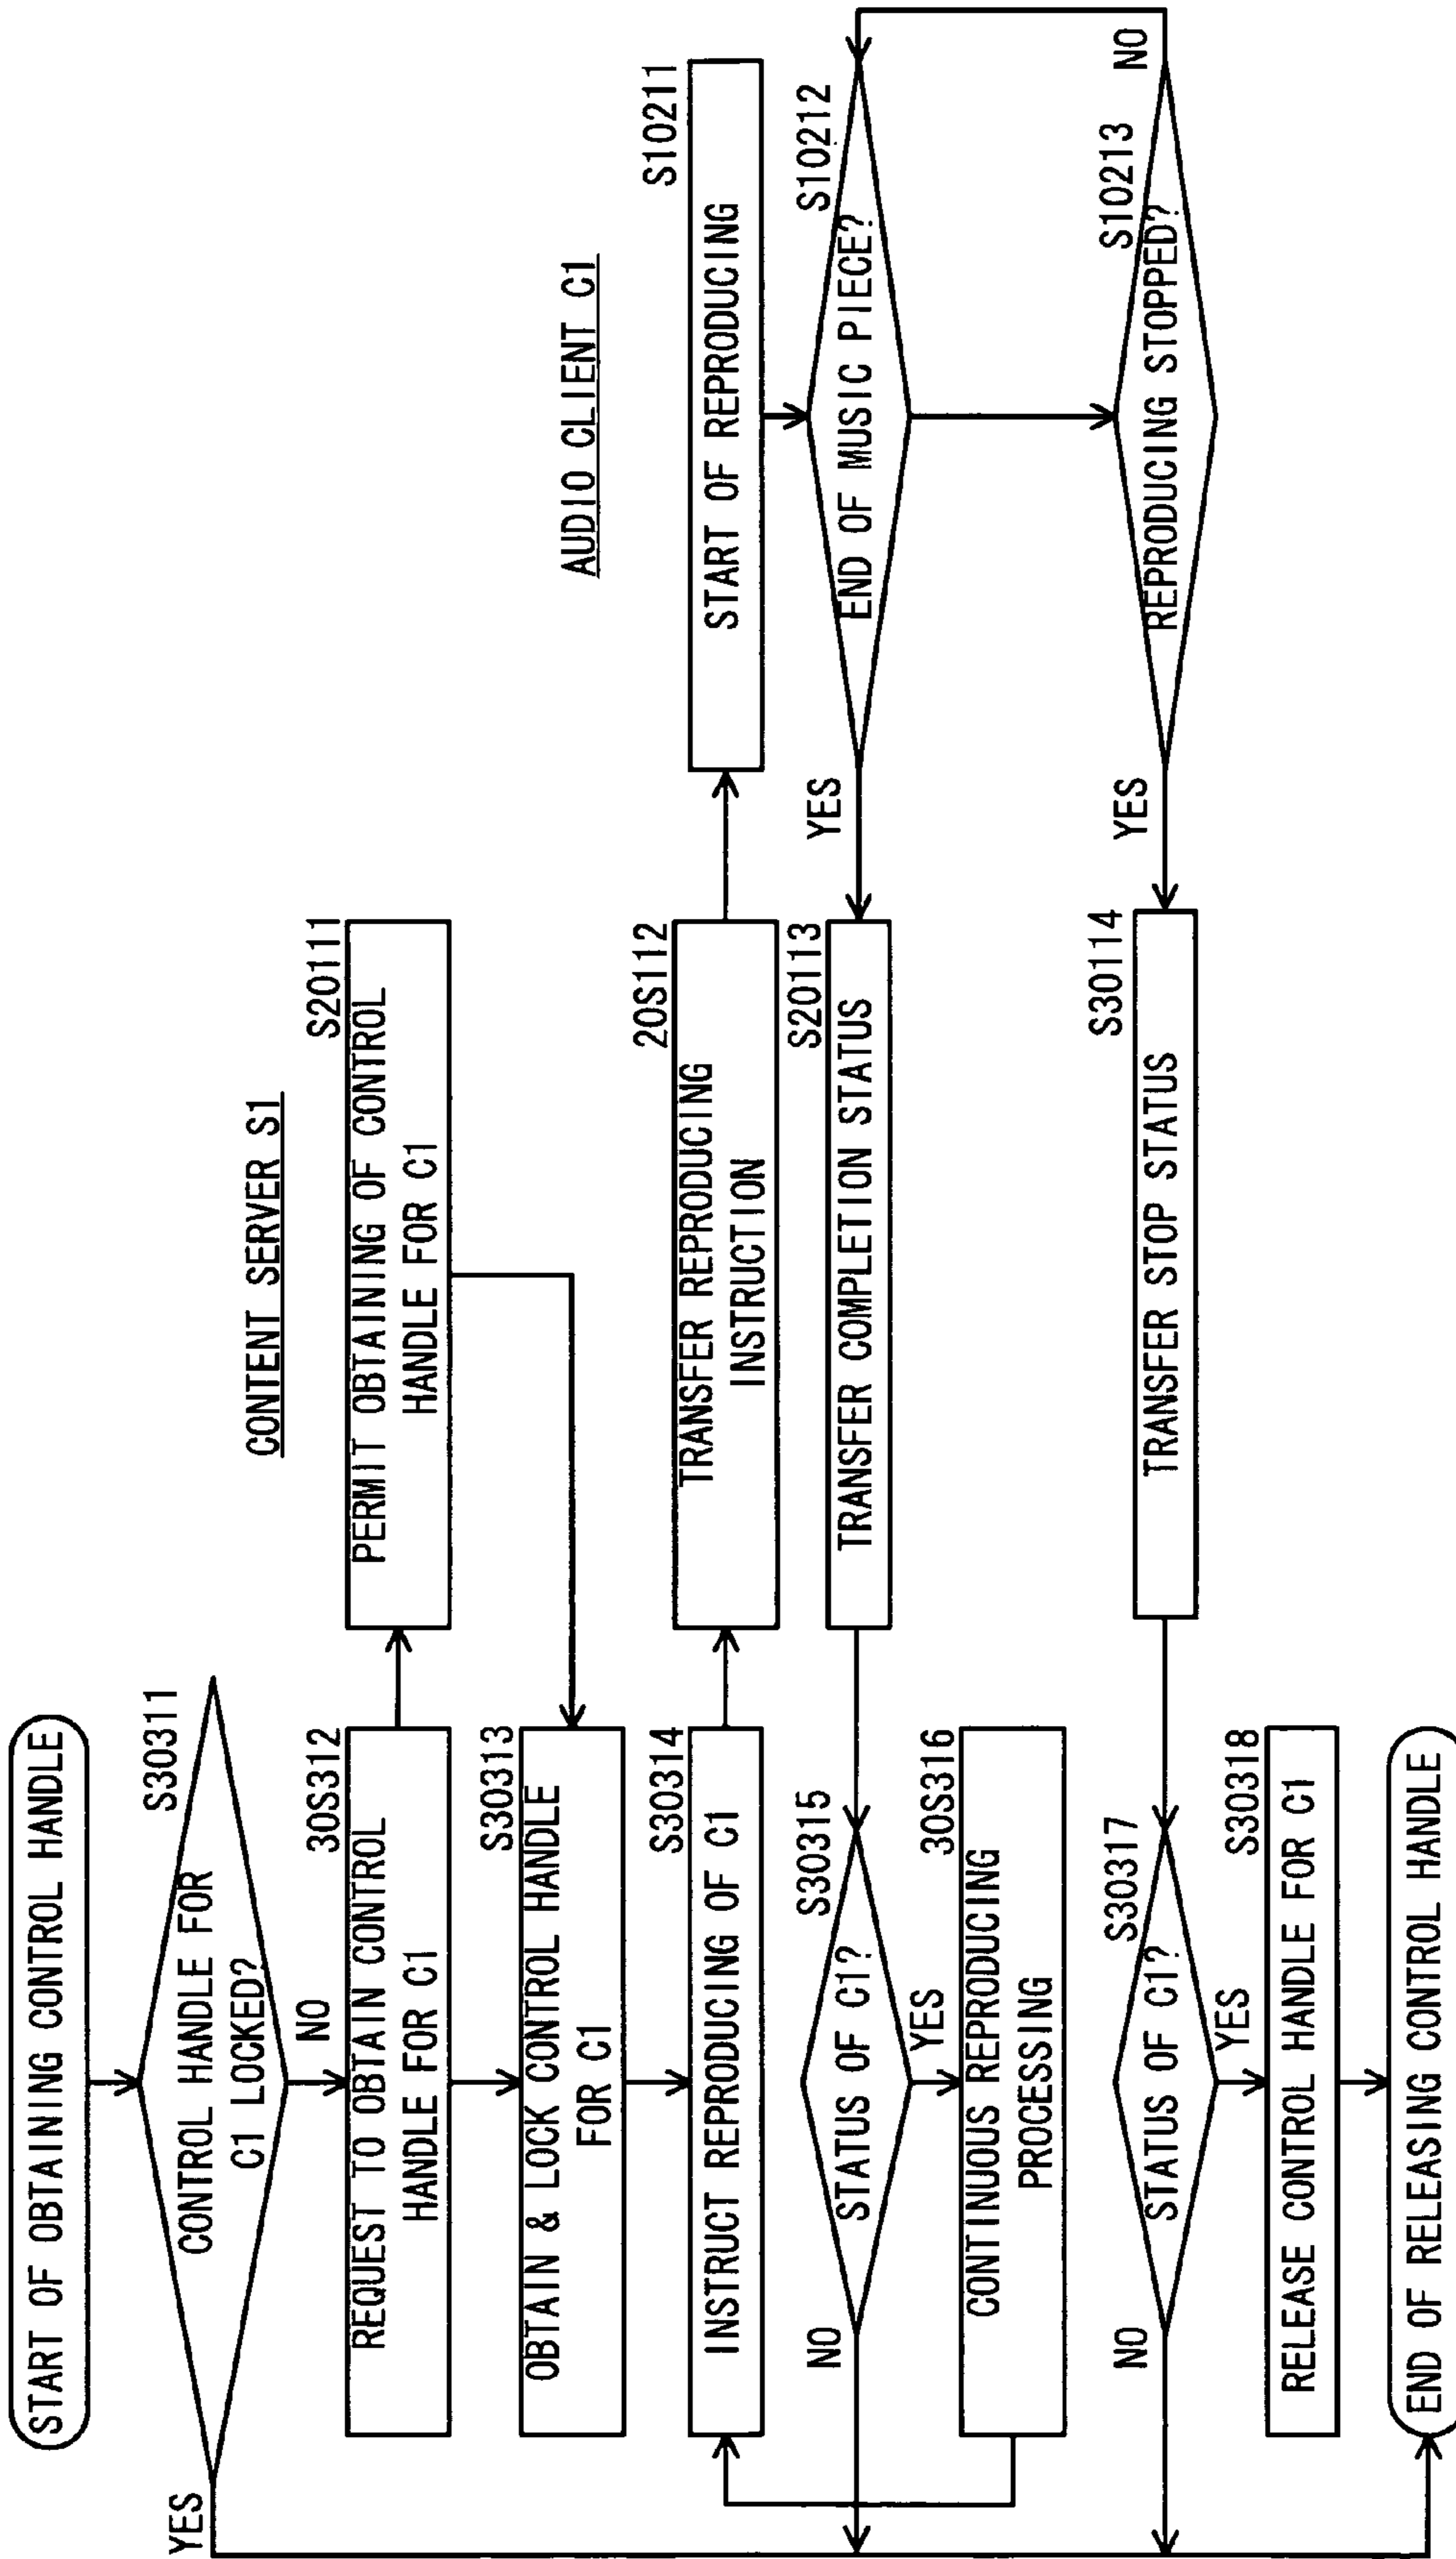 START OF OBTAINING CONTROL HANDLE
S30311
CONTROL HANDLE FOR
C1 LOCKED?
YES
NO
30S312
REQUEST TO OBTAIN CONTROL
HANDLE FOR C1
S30313
OBTAIN & LOCK CONTROL HANDLE
FOR C1
S30314
INSTRUCT REPRODUCING OF C1
S30315
STATUS OF C1?
NO
YES
30S316
CONTINUOUS REPRODUCING
PROCESSING
S30317
STATUS OF C1?
NO
YES
S30318
RELEASE CONTROL HANDLE FOR C1
END OF RELEASING CONTROL HANDLE
CONTENT SERVER S1
S20111
PERMIT OBTAINING OF CONTROL
HANDLE FOR C1
20S112
TRANSFER REPRODUCING
INSTRUCTION
S20113
TRANSFER COMPLETION STATUS
S30114
TRANSFER STOP STATUS
AUDIO CLIENT C1
S10211
START OF REPRODUCING
S10212
END OF MUSIC PIECE?
YES
S10213
REPRODUCING STOPPED?
YES
NO